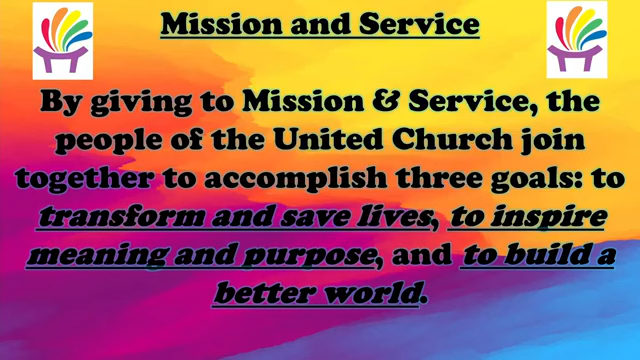 Mission and Service
By giving to Mission & Service, the
people of the United Church join
together to accomplish three goals: to
transform and save lives, to inspire
meaning and purpose, and to build a
better world.